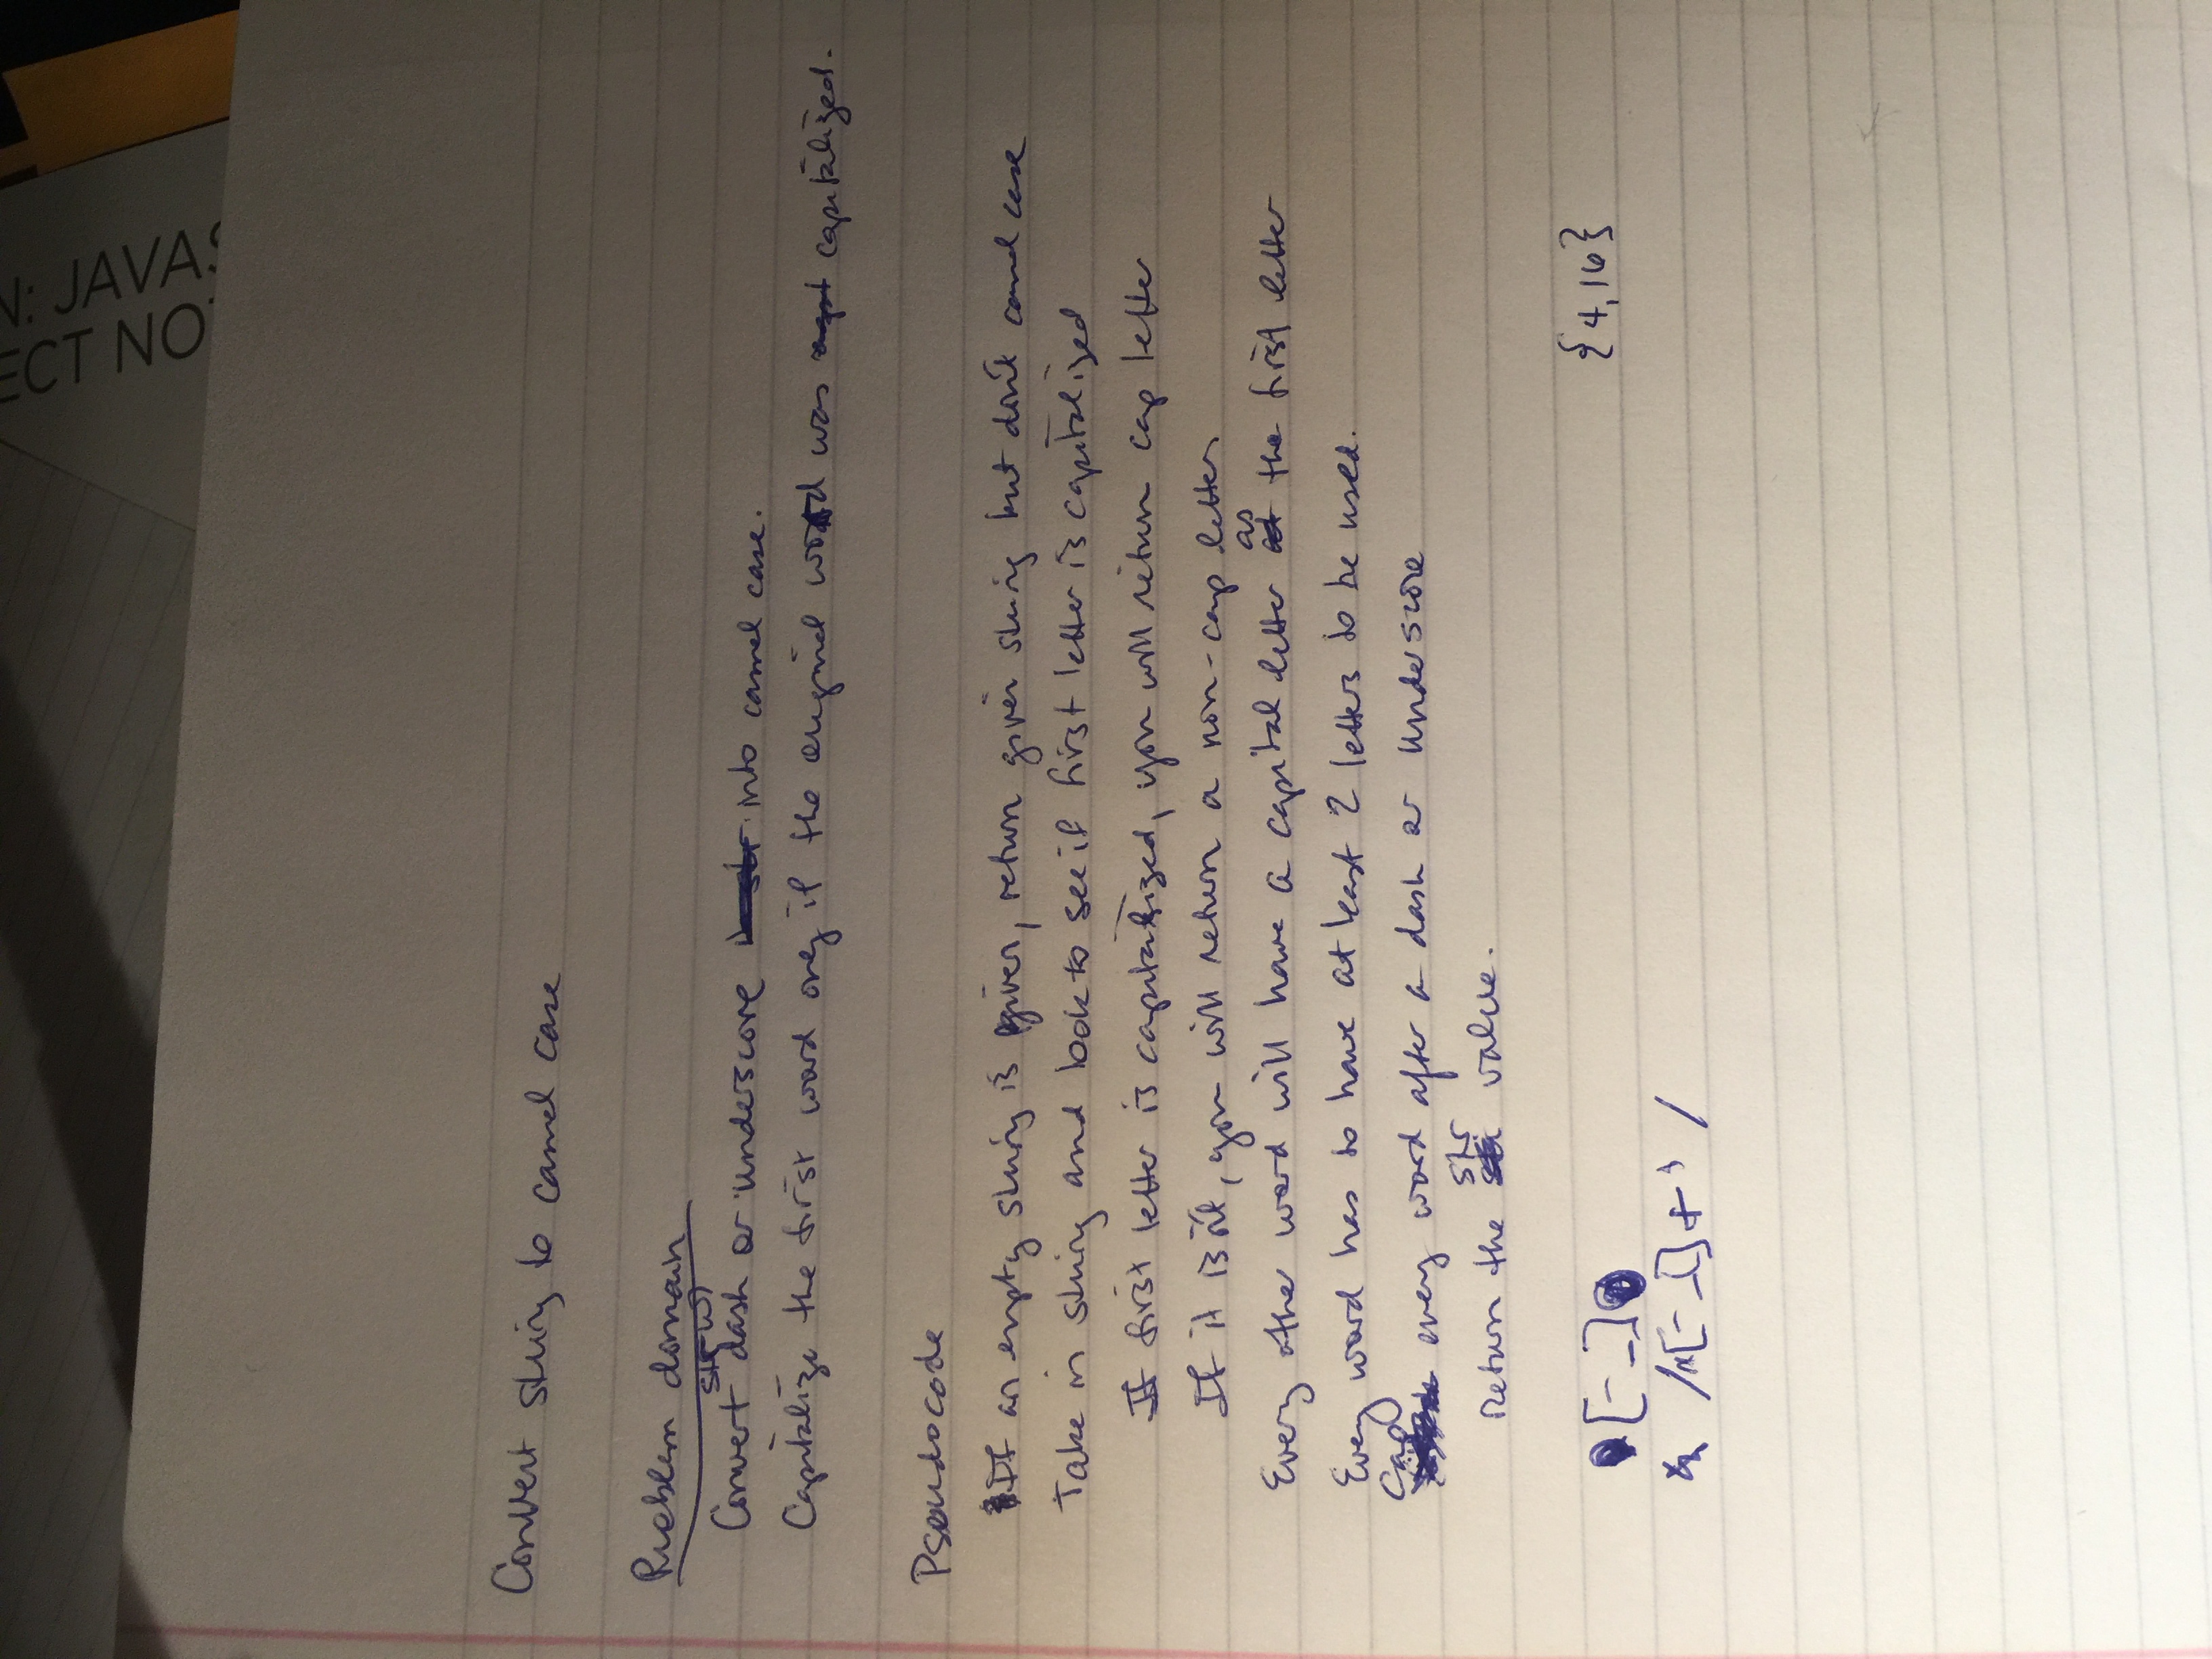 N: JAVAS
ECT NO.:
Convert string to camel case
Problem domain
Convert str w/ dash or underscore into camel case.
Capitalize the first word only if the original word was capitalized.
Pseudocode
If an empty string is given, return given string but don't camel case
Take in string and look to see if first letter is capitalized
If first letter is capitalized, you will return cap letter
If it isn't, you will return a non-cap letter
Every other word will have a capital letter as the first letter
Every word has to have at least 2 letters to be used.
Cap every word after a dash or underscore
return the str value.
[-_]
{4,16}
[-_]+ /